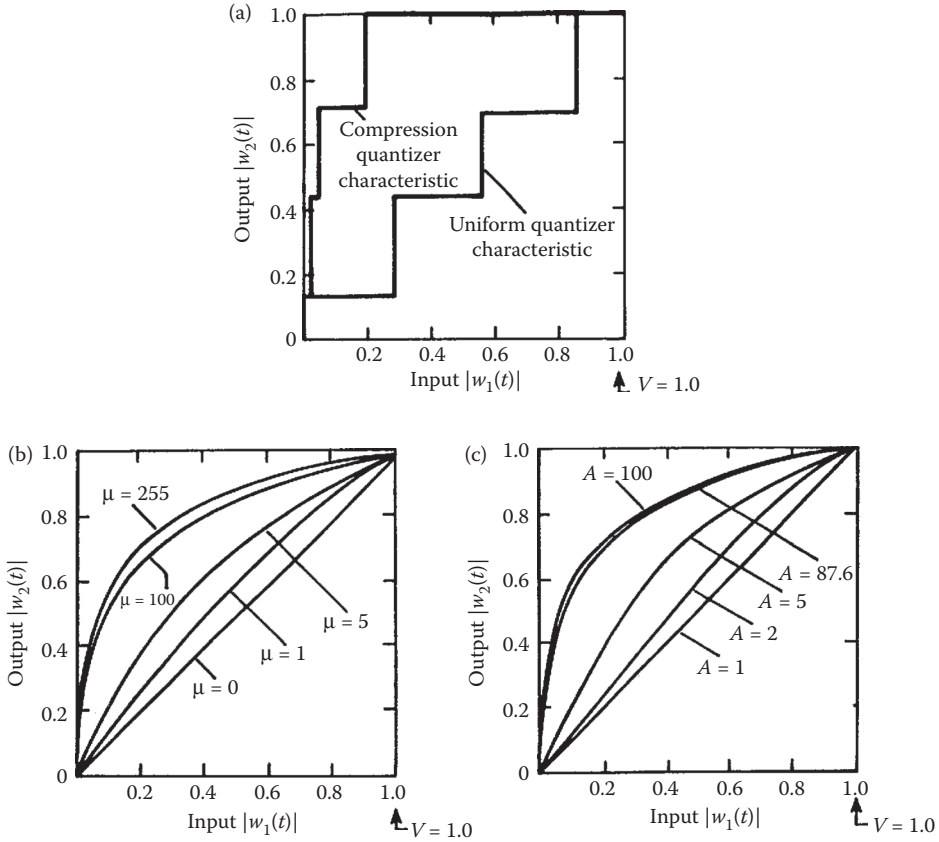 (a)
Output |w₂(t)|
1.0
0.8
0.6
0.4
0.2
0
Compression
quantizer
characteristic
Uniform quantizer
characteristic
0.2 0.4 0.6 0.8 1.0
Input |w₁(t)|
V = 1.0
(b)
Output |w₂(t)|
1.0
0.8
0.6
0.4
0.2
0
μ = 255
μ = 100
μ = 5
μ = 1
μ = 0
0.2 0.4 0.6 0.8 1.0
Input |w₁(t)|
V = 1.0
(c)
Output |w₂(t)|
1.0
0.8
0.6
0.4
0.2
0
A = 100
A = 87.6
A = 5
A = 2
A = 1
0.2 0.4 0.6 0.8 1.0
Input |w₁(t)|
V = 1.0